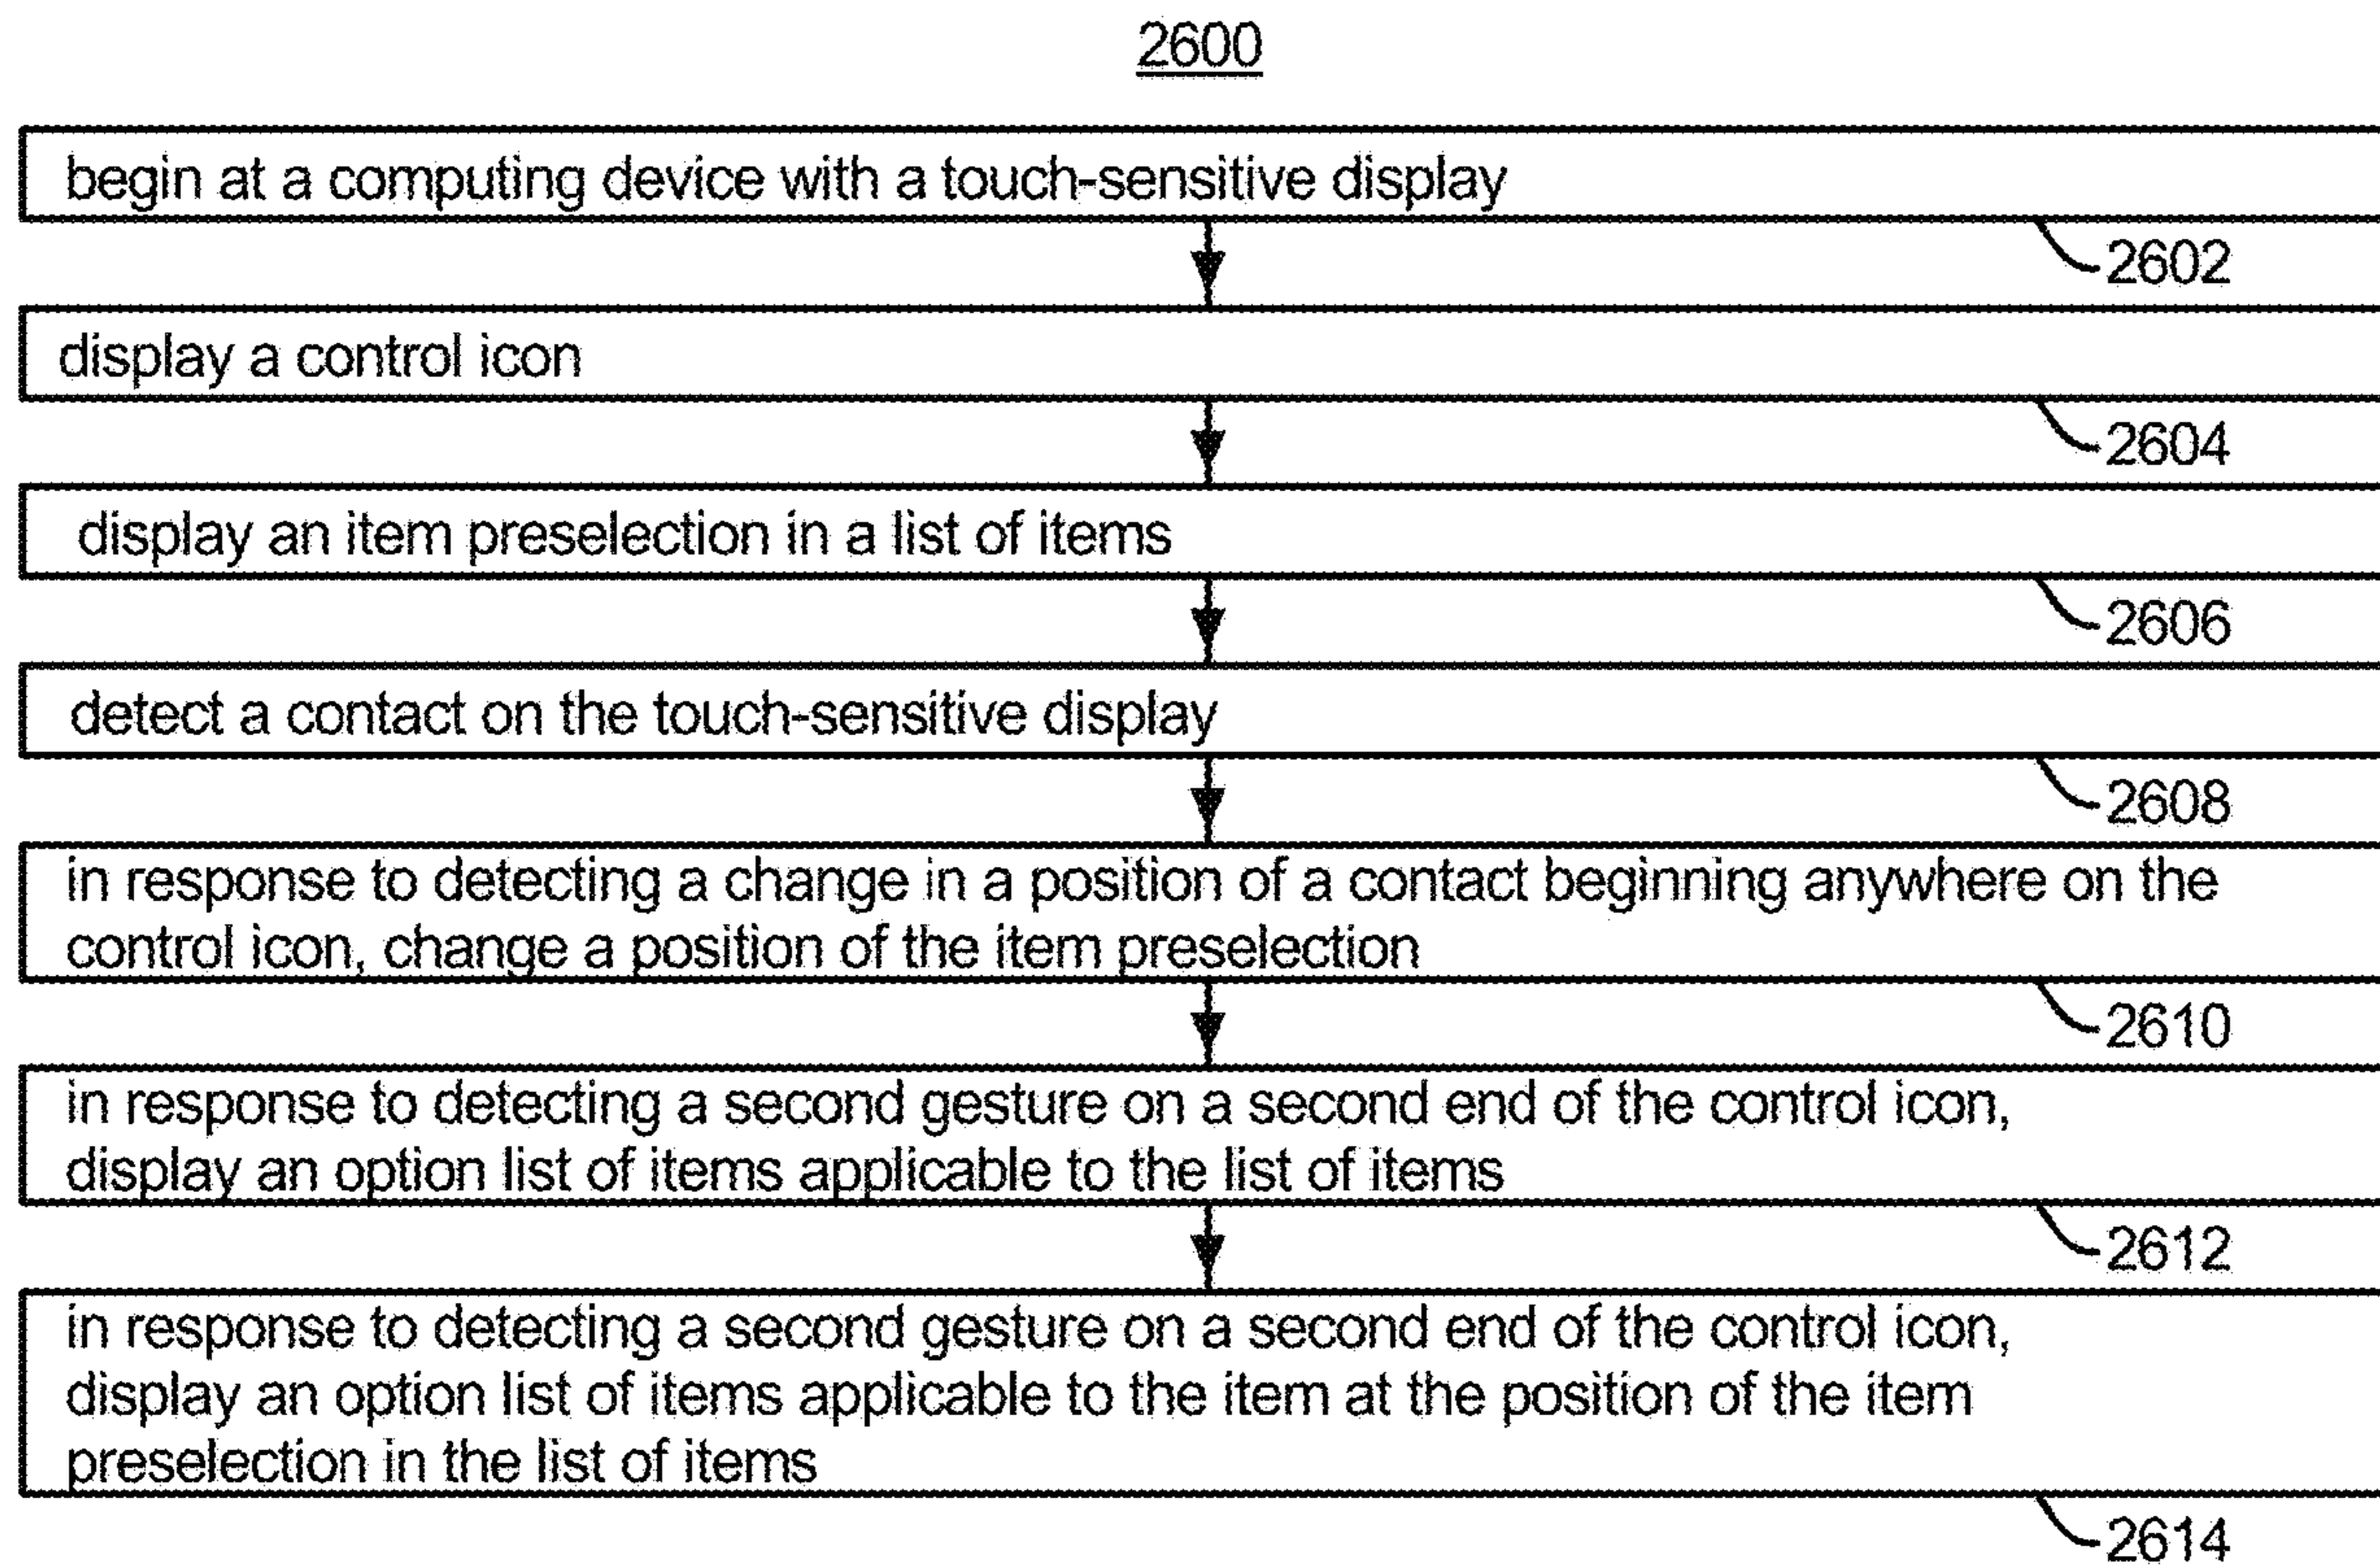 2600
begin at a computing device with a touch-sensitive display
2602
display a control icon
2604
display an item preselection in a list of items
2606
detect a contact on the touch-sensitive display
2608
in response to detecting a change in a position of a contact beginning anywhere on the
control icon, change a position of the item preselection
2610
in response to detecting a second gesture on a second end of the control icon,
display an option list of items applicable to the list of items
2612
in response to detecting a second gesture on a second end of the control icon,
display an option list of items applicable to the item at the position of the item
preselection in the list of items
2614